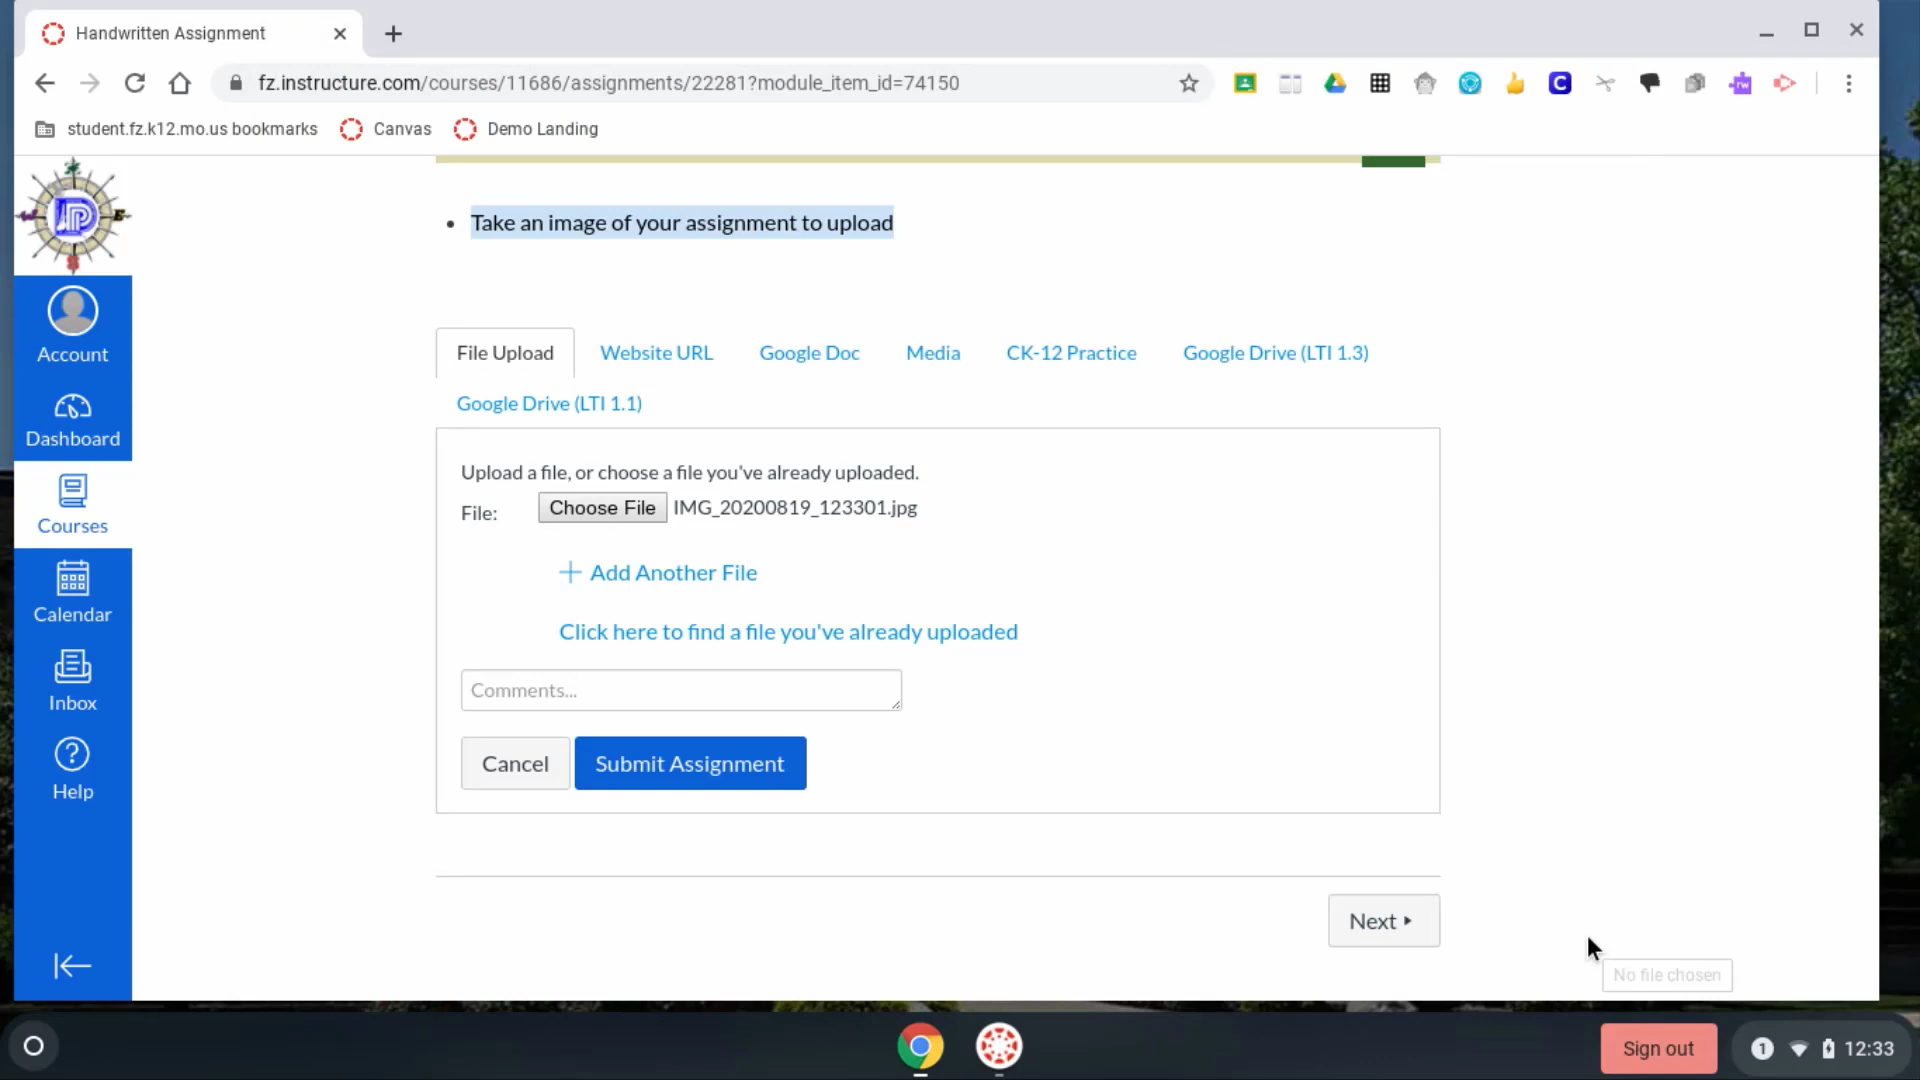 Handwritten Assignment
fz.instructure.com/courses/11686/assignments/22281?module_item_id=74150
student.fz.k12.mo.us bookmarks
Canvas
Demo Landing
Take an image of your assignment to upload
Account
Dashboard
Courses
Calendar
Inbox
Help
File Upload
Website URL
Google Doc
Media
CK-12 Practice
Google Drive (LTI 1.3)
Google Drive (LTI 1.1)
Upload a file, or choose a file you've already uploaded.
File: Choose File IMG_20200819_123301.jpg
Add Another File
Click here to find a file you've already uploaded
Comments...
Cancel
Submit Assignment
Next
No file chosen
Sign out
1
12:33